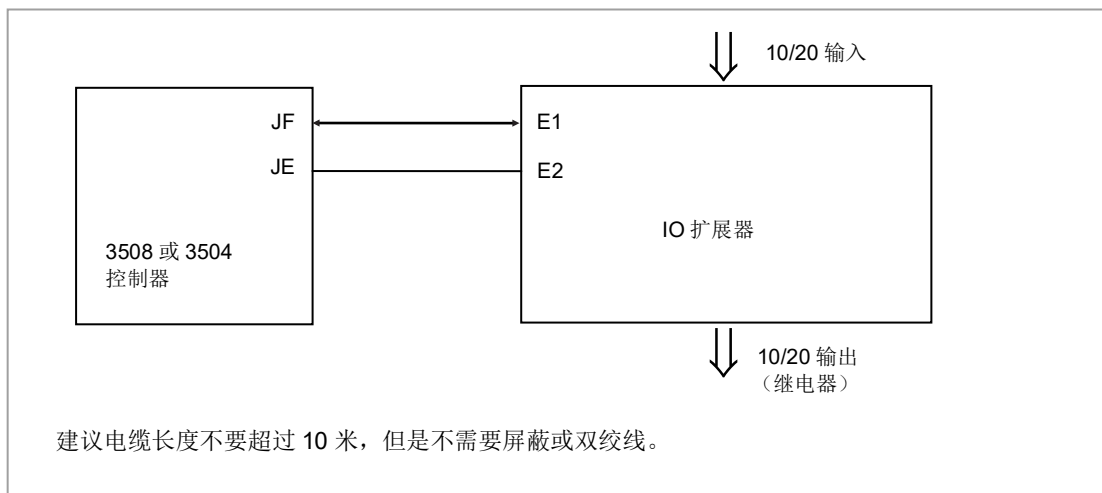 10/20 输入
JF
E1
JE
E2
IO 扩展器
3508 或 3504
控制器
10/20 输出
（继电器）
建议电缆长度不要超过 10 米，但是不需要屏蔽或双绞线。